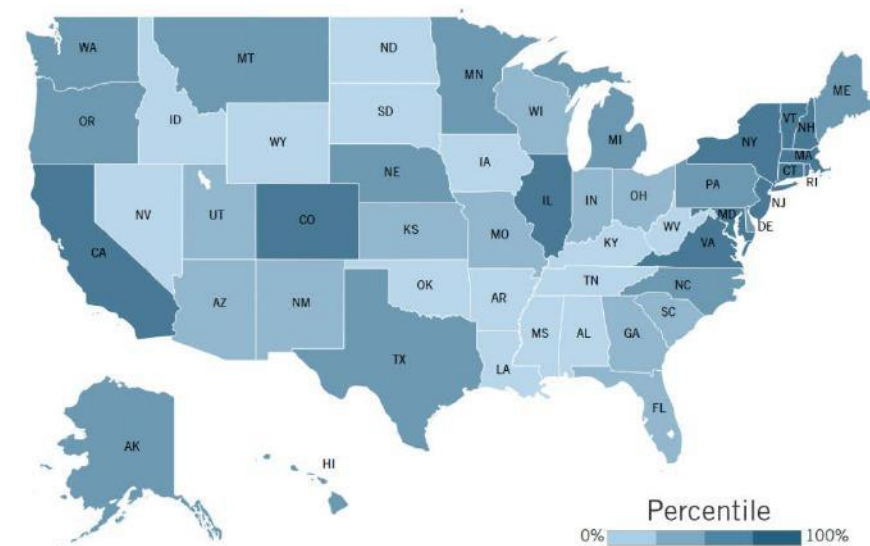 WA
MT
ND
MN
ME
VT
NH
OR
ID
SD
WI
NY
MA
WY
MI
CT
RI
IA
PA
NE
NJ
NV
UT
CO
IL
IN
OH
MD
DE
WV
CA
KS
MO
VA
KY
NC
TN
AZ
NM
OK
AR
SC
MS
AL
GA
TX
LA
FL
AK
HI
Percentile
0% 100%